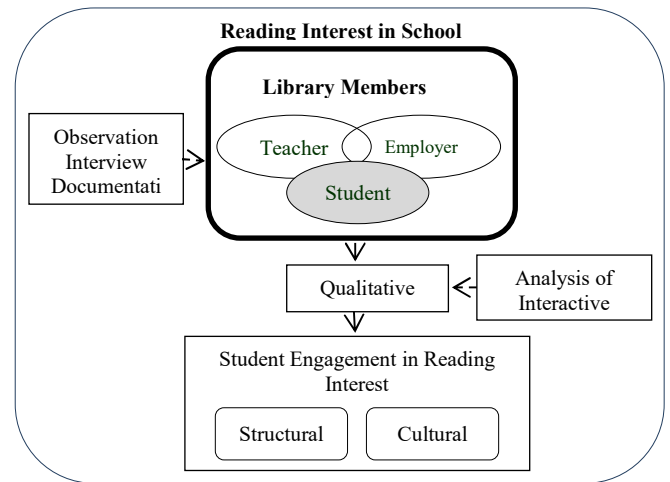 Reading Interest in School
Library Members
Teacher
Employer
Student
Observation
Interview
Documentati
Qualitative
Analysis of
Interactive
Student Engagement in Reading
Interest
Structural
Cultural